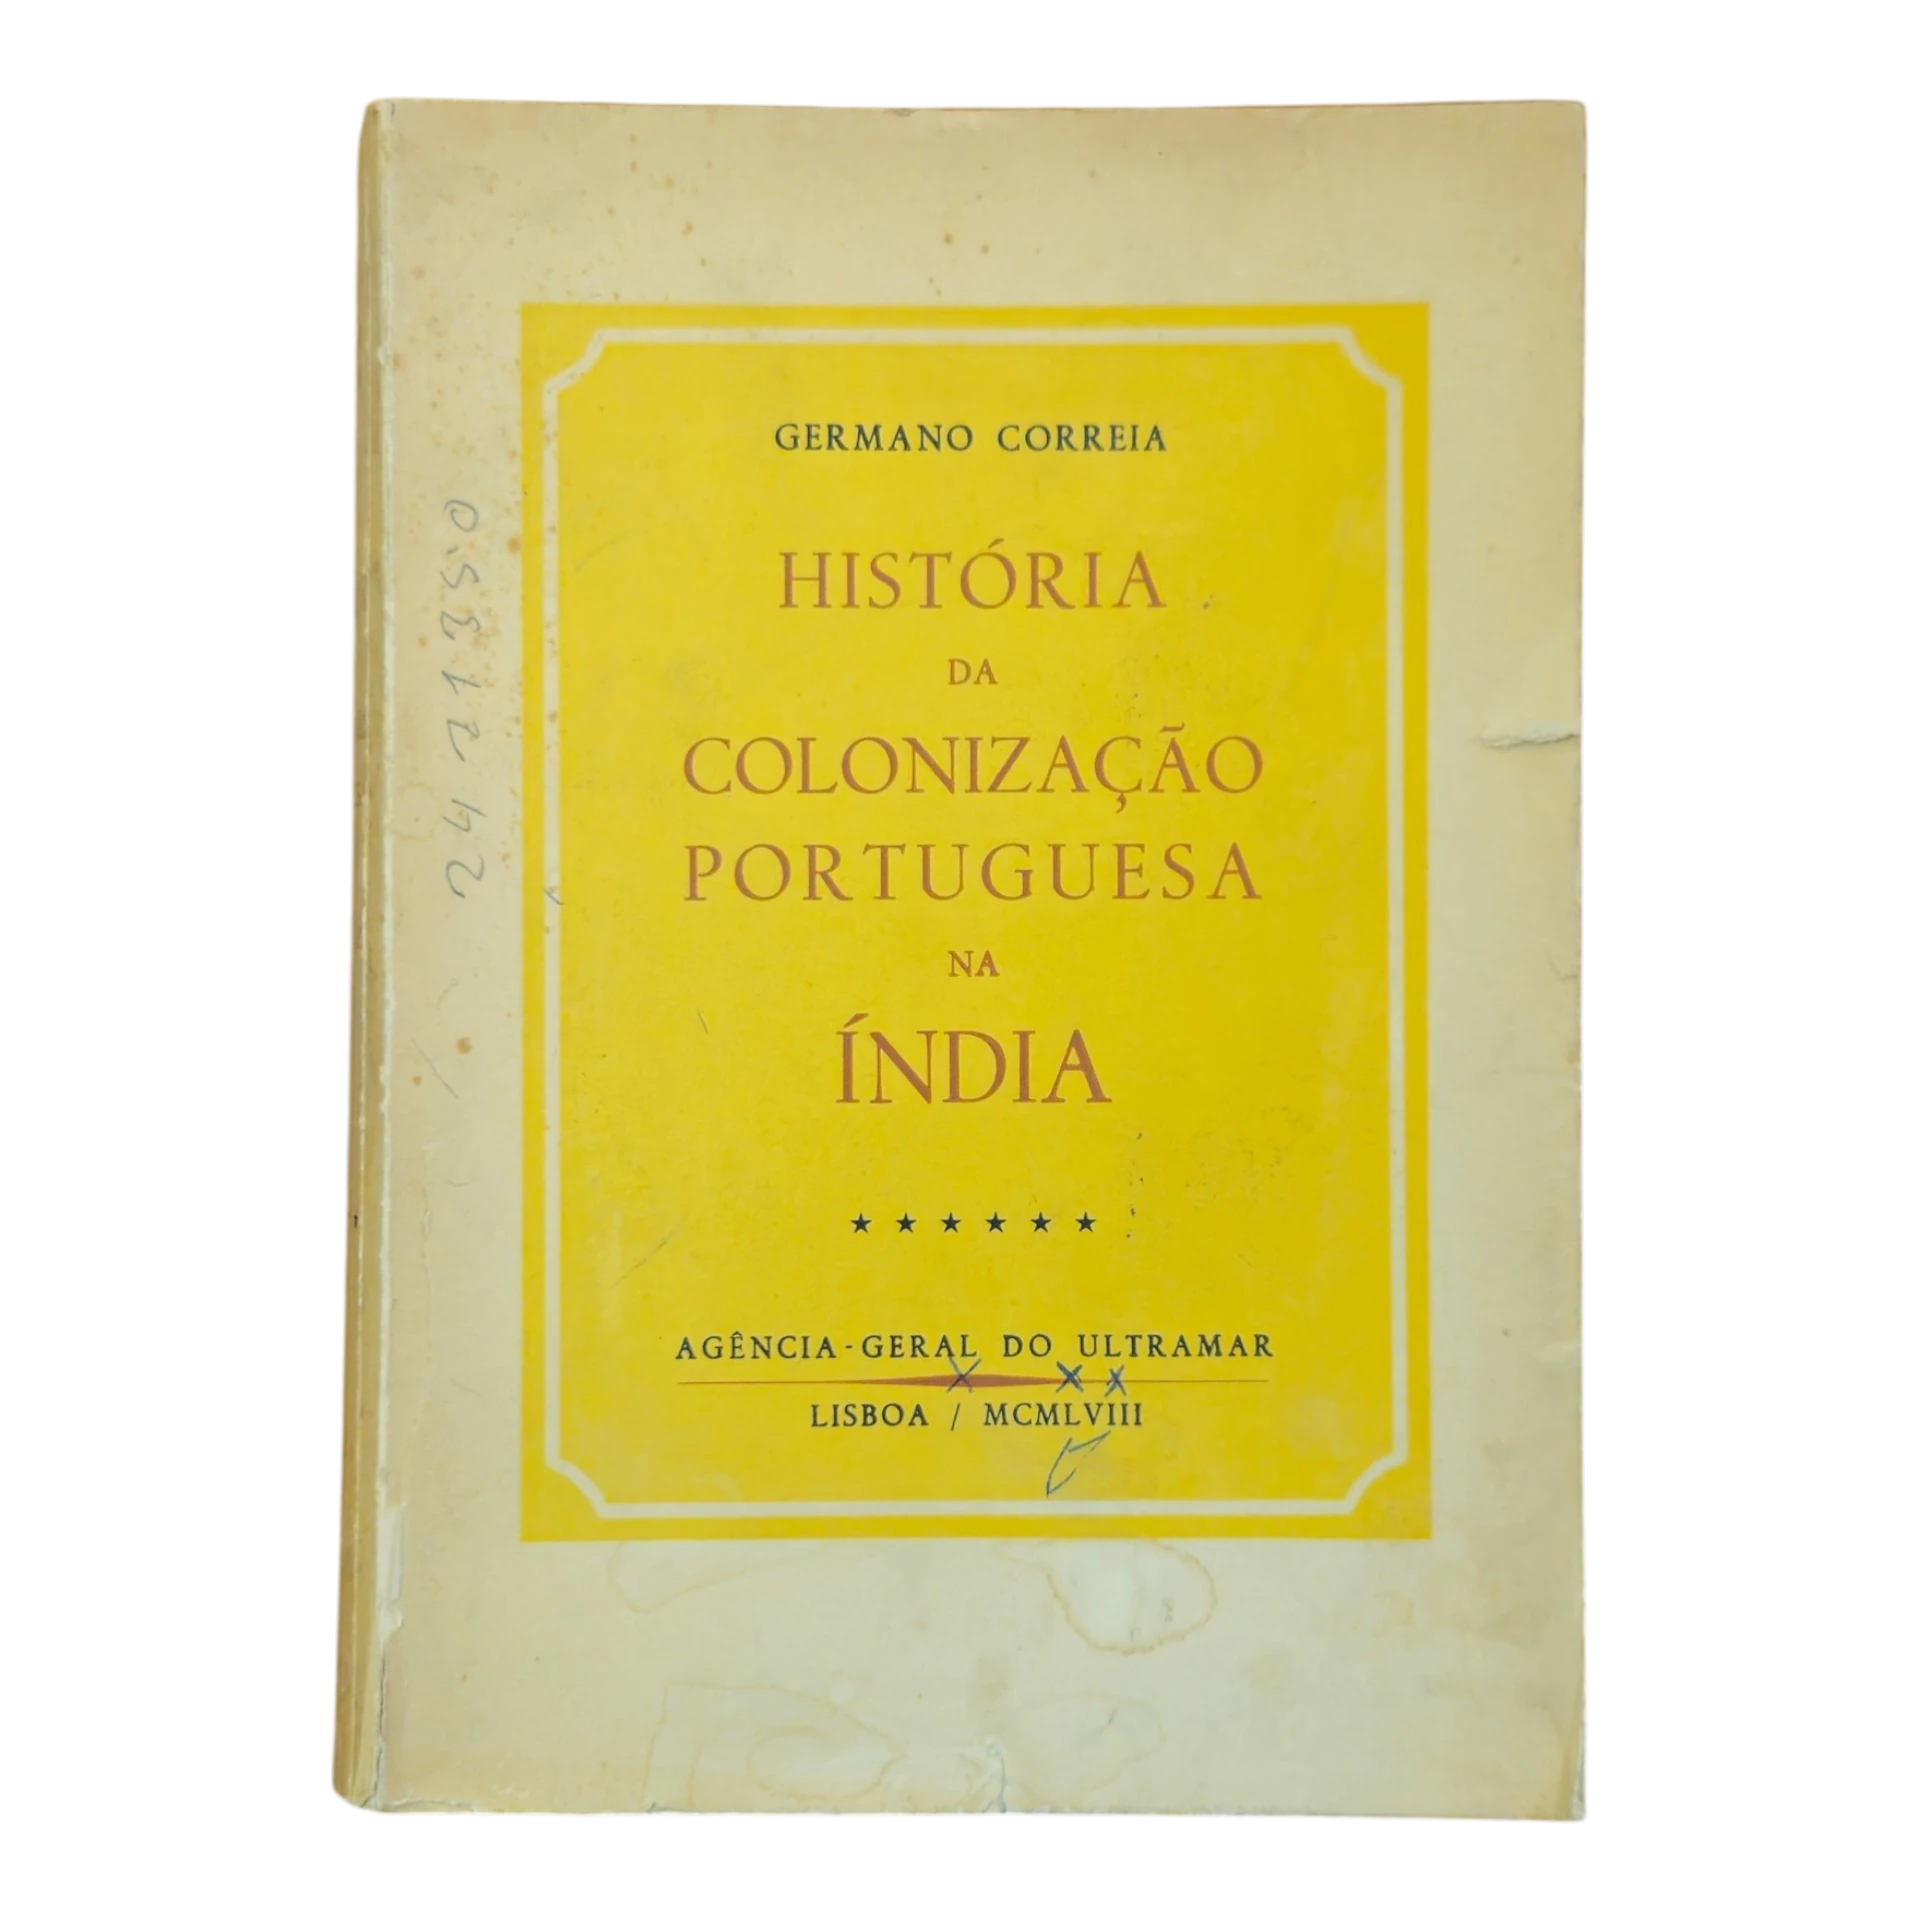 GERMANO CORREIA
HISTÓRIA
DA
COLONIZAÇÃO
PORTUGUESA
NA
ÍNDIA
★ ★ ★ ★ ★ ★
AGÊNCIA-GERAL DO ULTRAMAR
LISBOA / MCMLVIII